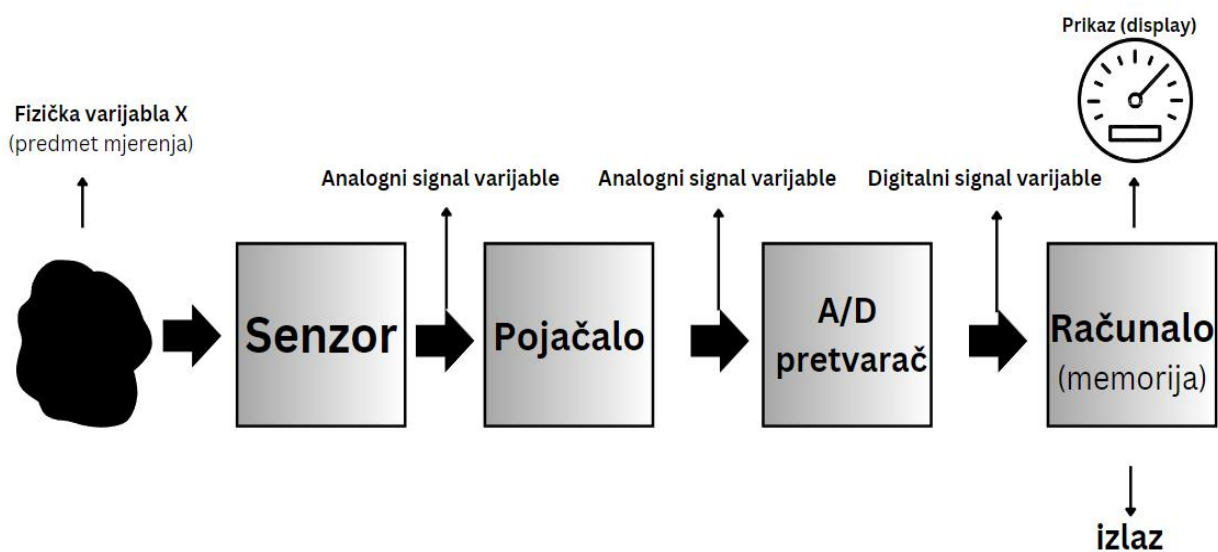 Prikaz (display)
Fizička varijabla X
(predmet mjerenja)
Analogni signal varijable
Analogni signal varijable
Digitalni signal varijable
Senzor
Pojačalo
A/D
pretvarač
Računalo
(memorija)
izlaz